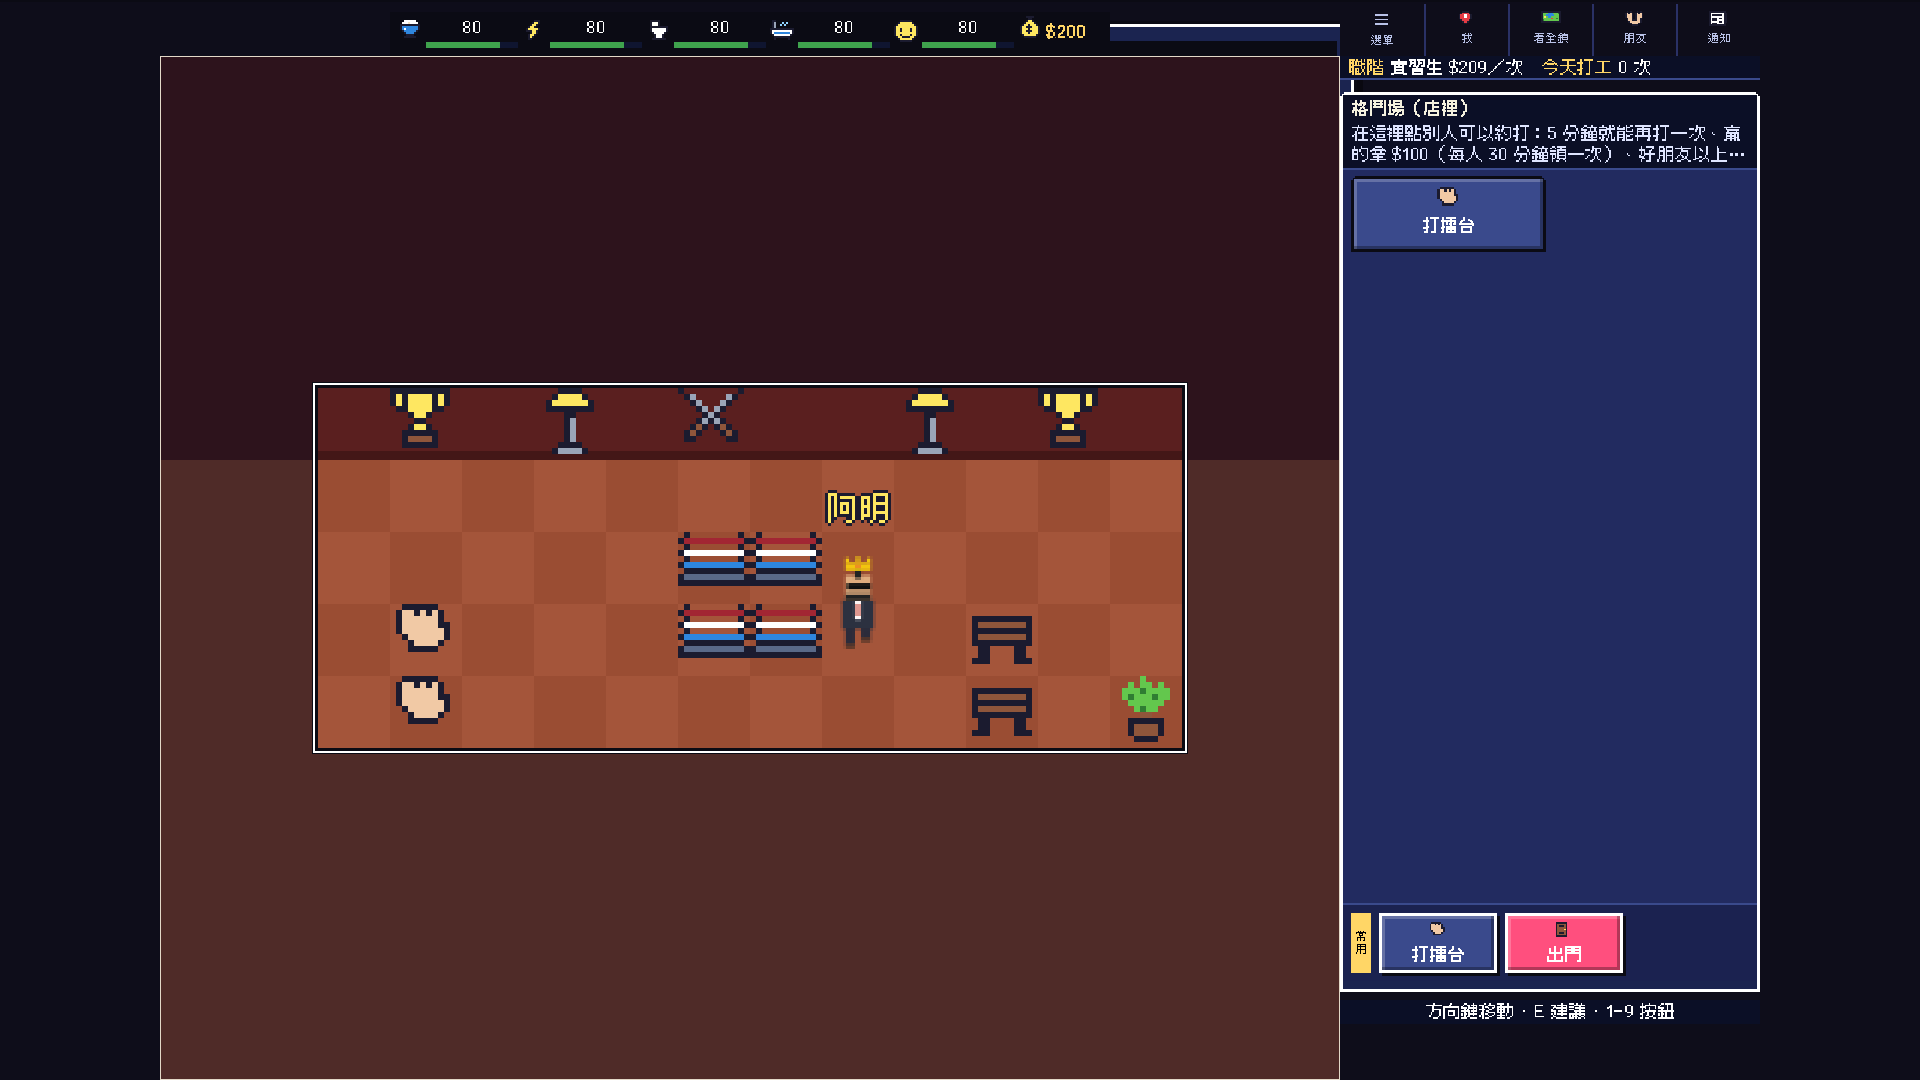 80
80
80
80
80
$200
選單
我
看全鎮
朋友
通知
職階 實習生 $209/次 今天打工 0 次
格鬥場（店裡）
在這裡點別人可以約打：5 分鐘就能再打一次、贏
的拿 $100（每人 30 分鐘領一次）、好朋友以上…
打擂台
阿明
常用
打擂台
出門
方向鍵移動 · E 建議 · 1-9 按鈕